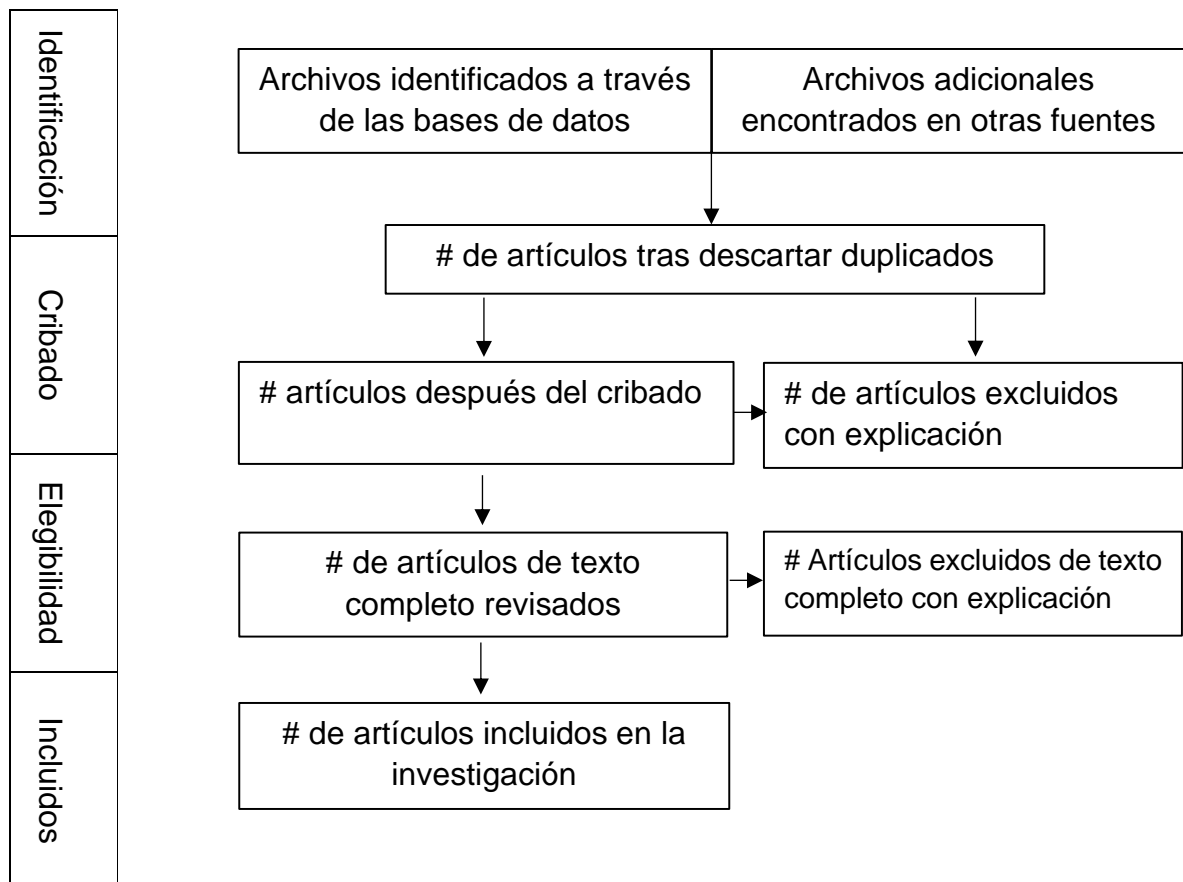 Identificación
Archivos identificados a través
de las bases de datos
Archivos adicionales
encontrados en otras fuentes
# de artículos tras descartar duplicados
Cribado
# artículos después del cribado
# de artículos excluidos
con explicación
Elegibilidad
# de artículos de texto
completo revisados
# Artículos excluidos de texto
completo con explicación
Incluidos
# de artículos incluidos en la
investigación